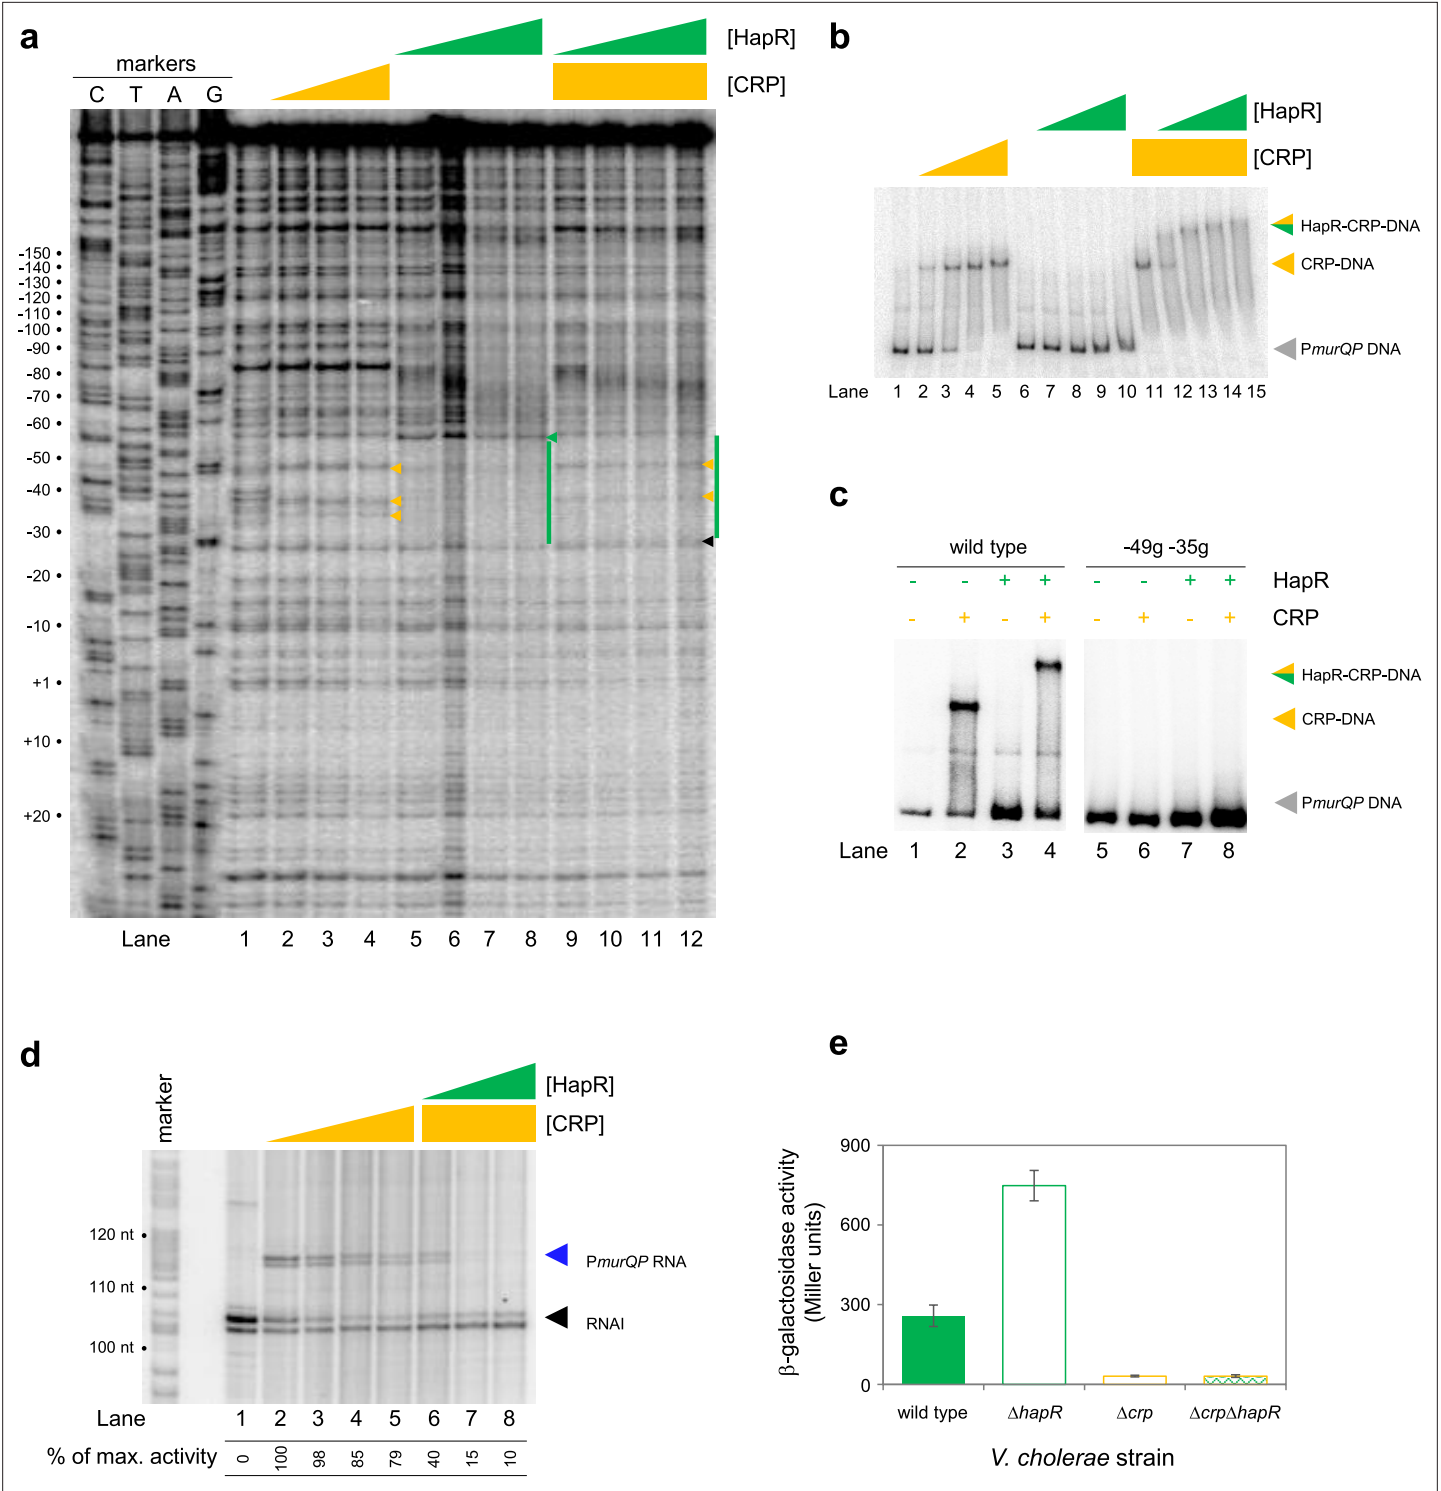 a
markers
C T A G
[HapR]
[CRP]
-150 •
-140 •
-130 •
-120 •
-110 •
-100 •
-90 •
-80 •
-70 •
-60 •
-50 •
-40 •
-30 •
-20 •
-10 •
+1 •
+10 •
+20 •
Lane 1 2 3 4 5 6 7 8 9 10 11 12
b
[HapR]
[CRP]
HapR-CRP-DNA
CRP-DNA
PmurQP DNA
Lane 1 2 3 4 5 6 7 8 9 10 11 12 13 14 15
c
wild type -49g -35g
- - + + - - + + HapR
- + - + - + - + CRP
HapR-CRP-DNA
CRP-DNA
PmurQP DNA
Lane 1 2 3 4 5 6 7 8
d
marker
[HapR]
[CRP]
120 nt •
110 nt •
100 nt •
PmurQP RNA
RNAI
Lane 1 2 3 4 5 6 7 8
% of max. activity 0 100 98 85 79 40 15 10
e
β-galactosidase activity
(Miller units)
900
600
300
0
wild type ΔhapR Δcrp ΔcrpΔhapR
V. cholerae strain